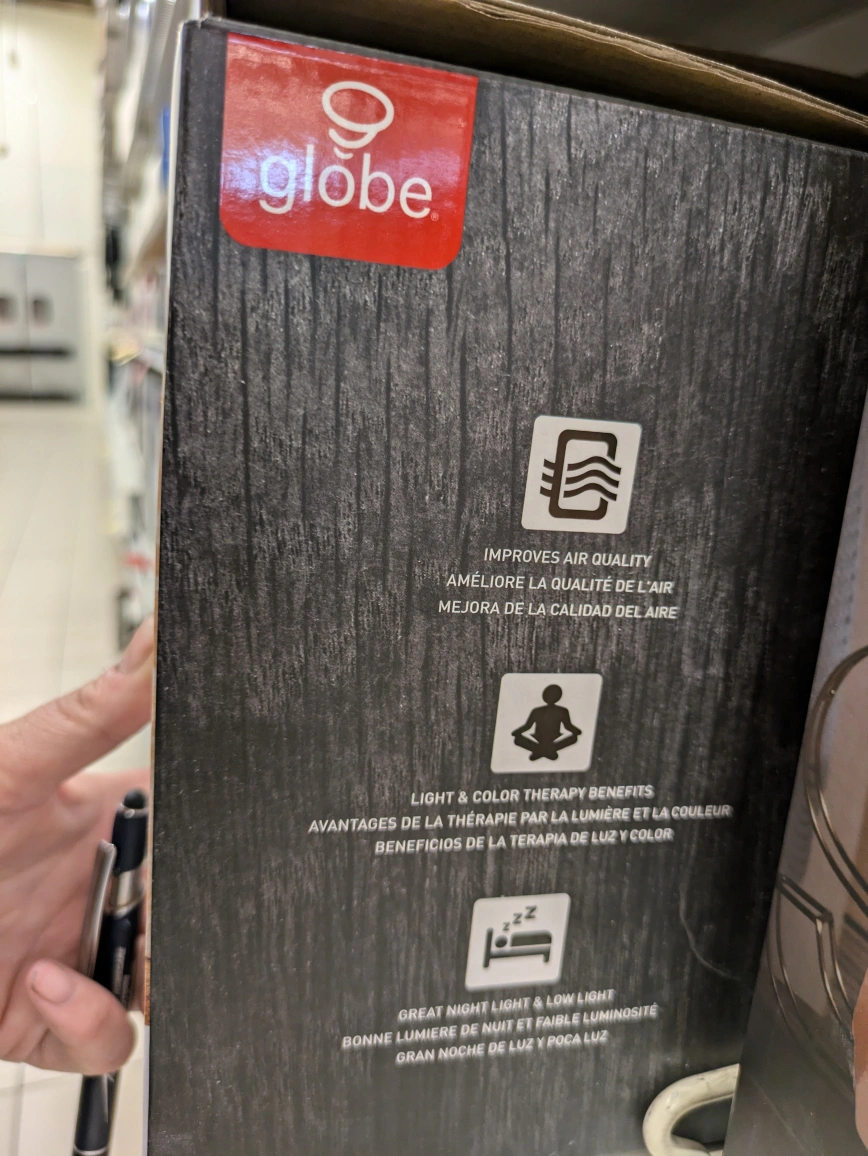 globe®
IMPROVES AIR QUALITY
AMÉLIORE LA QUALITÉ DE L'AIR
MEJORA DE LA CALIDAD DEL AIRE
LIGHT & COLOR THERAPY BENEFITS
AVANTAGES DE LA THÉRAPIE PAR LA LUMIÈRE ET LA COULEUR
BENEFICIOS DE LA TERAPIA DE LUZ Y COLOR
zzz
GREAT NIGHT LIGHT & LOW LIGHT
BONNE LUMIERE DE NUIT ET FAIBLE LUMINOSITÉ
GRAN NOCHE DE LUZ Y POCA LUZ